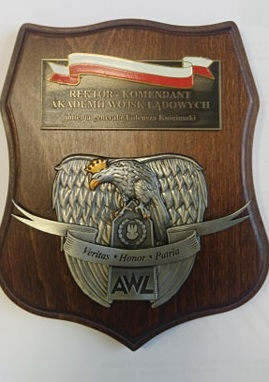 REKTOR - KOMENDANT
AKADEMII WOJSK LĄDOWYCH
imienia generała Tadeusza Kościuszki
Veritas • Honor • Patria
AWL